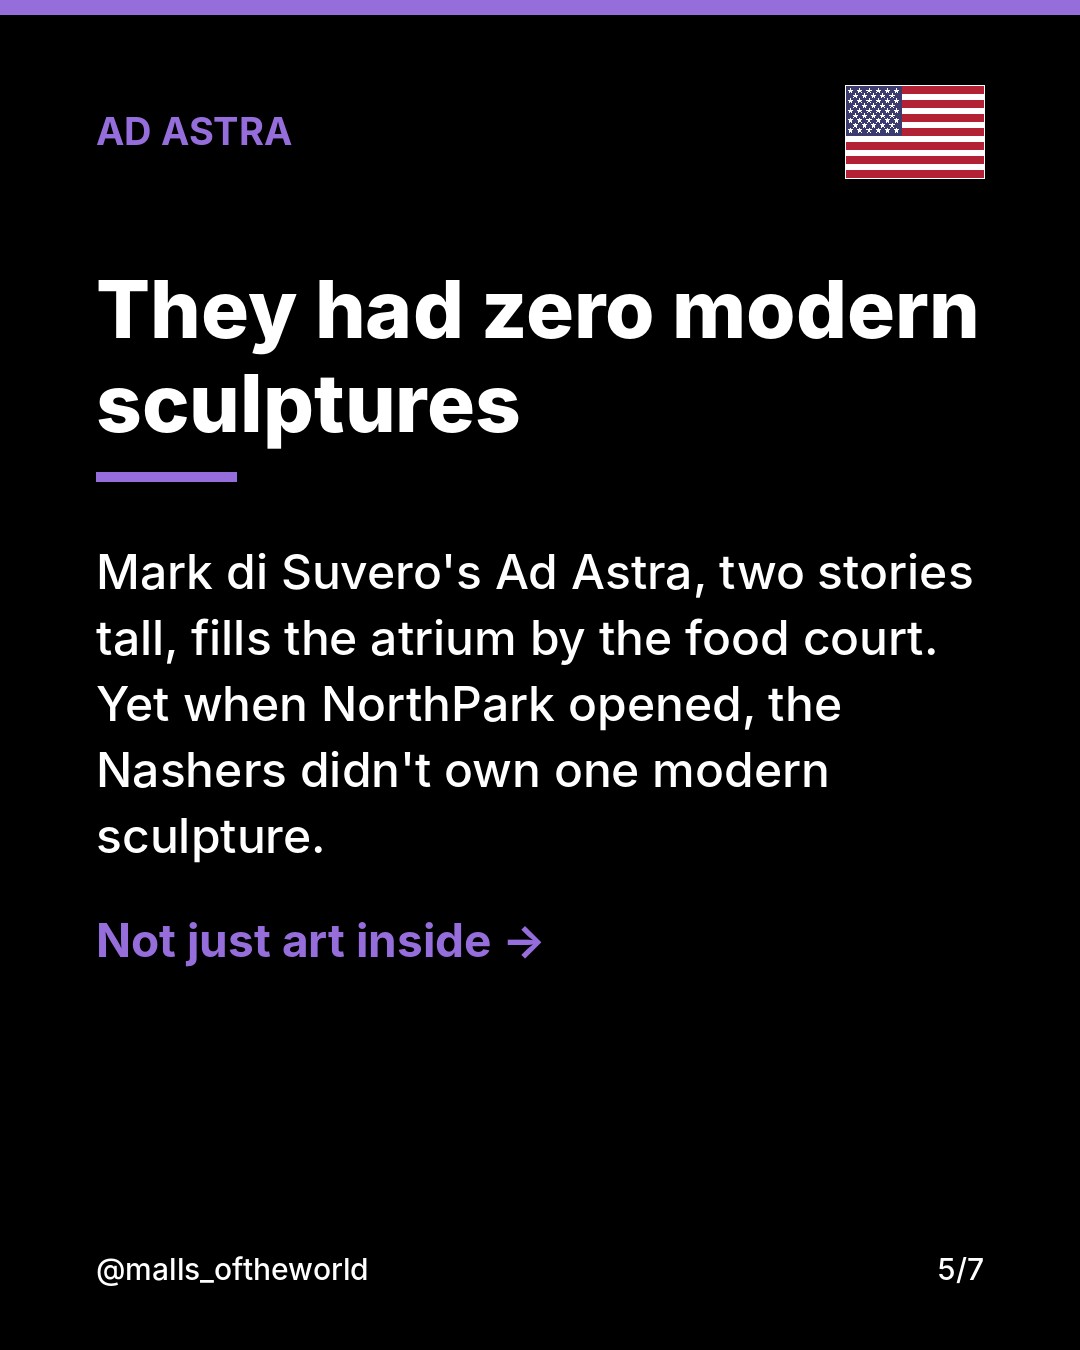 AD ASTRA
They had zero modern
sculptures
Mark di Suvero's Ad Astra, two stories
tall, fills the atrium by the food court.
Yet when NorthPark opened, the
Nashers didn't own one modern
sculpture.
Not just art inside →
@malls_oftheworld
5/7